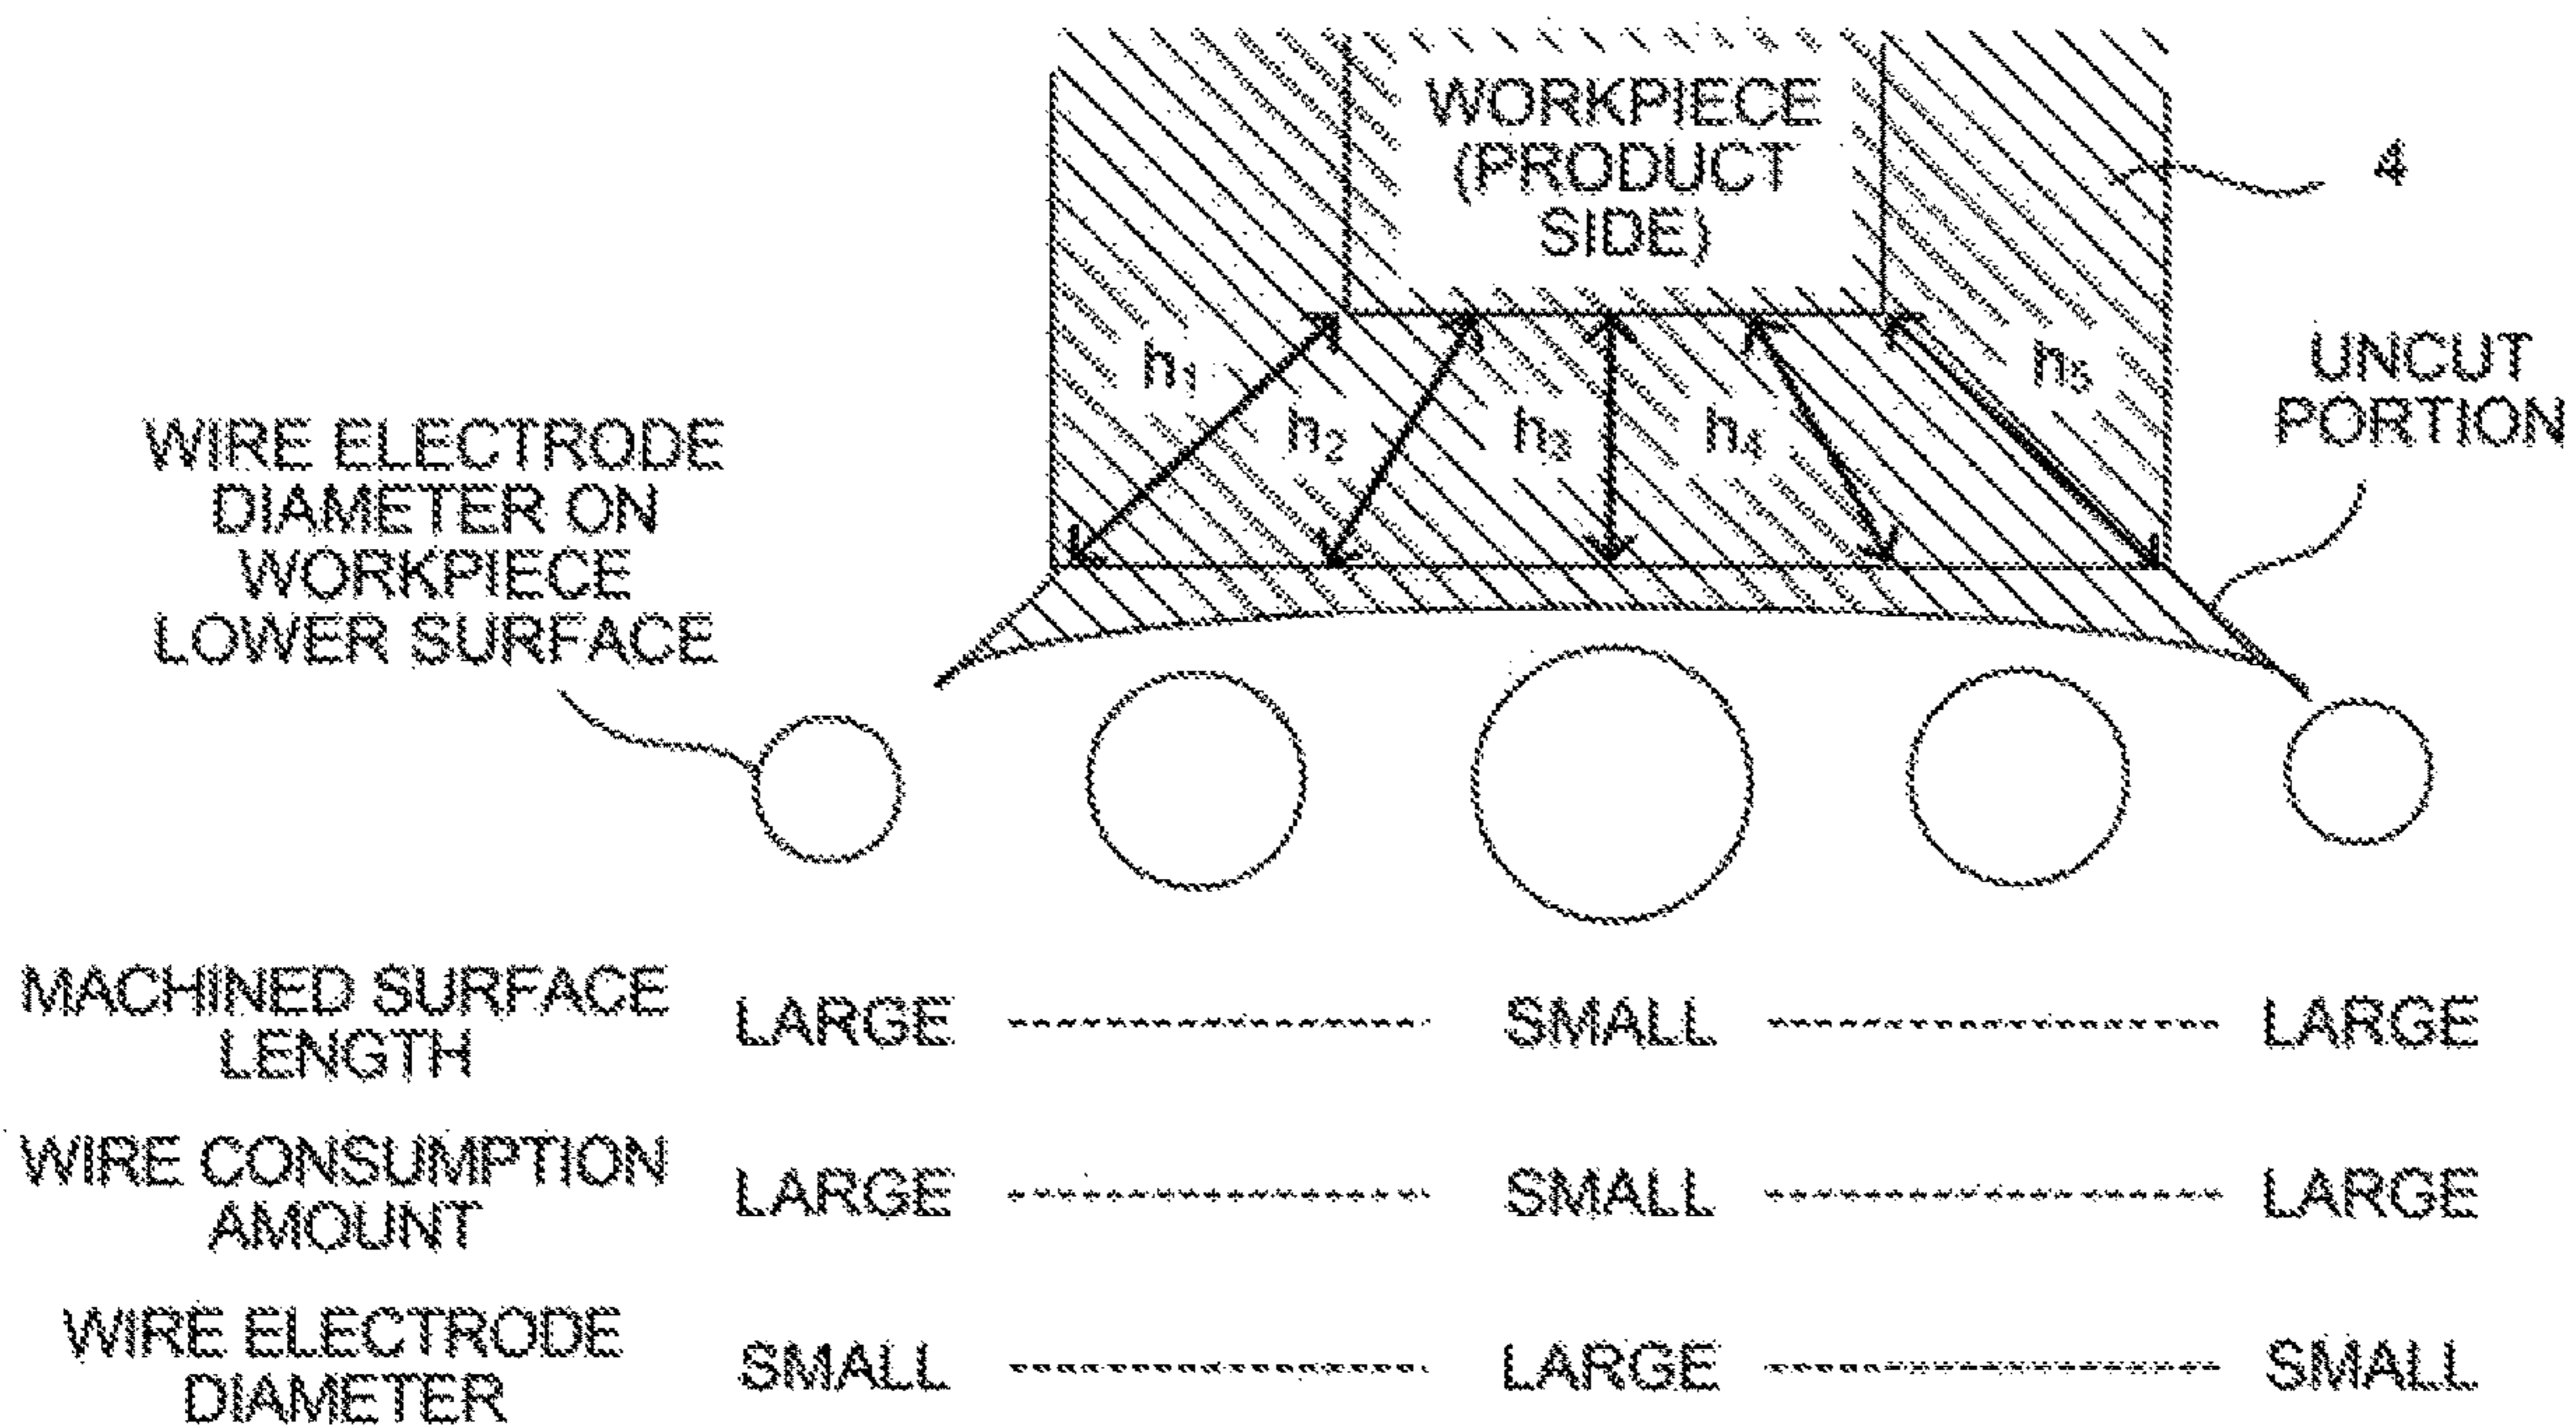 WORKPIECE
(PRODUCT
SIDE)
4
h₁
h₂
h₃
h₄
h₅
UNCUT
PORTION
WIRE ELECTRODE
DIAMETER ON
WORKPIECE
LOWER SURFACE
MACHINED SURFACE
LENGTH
LARGE SMALL LARGE
WIRE CONSUMPTION
AMOUNT
LARGE SMALL LARGE
WIRE ELECTRODE
DIAMETER
SMALL LARGE SMALL